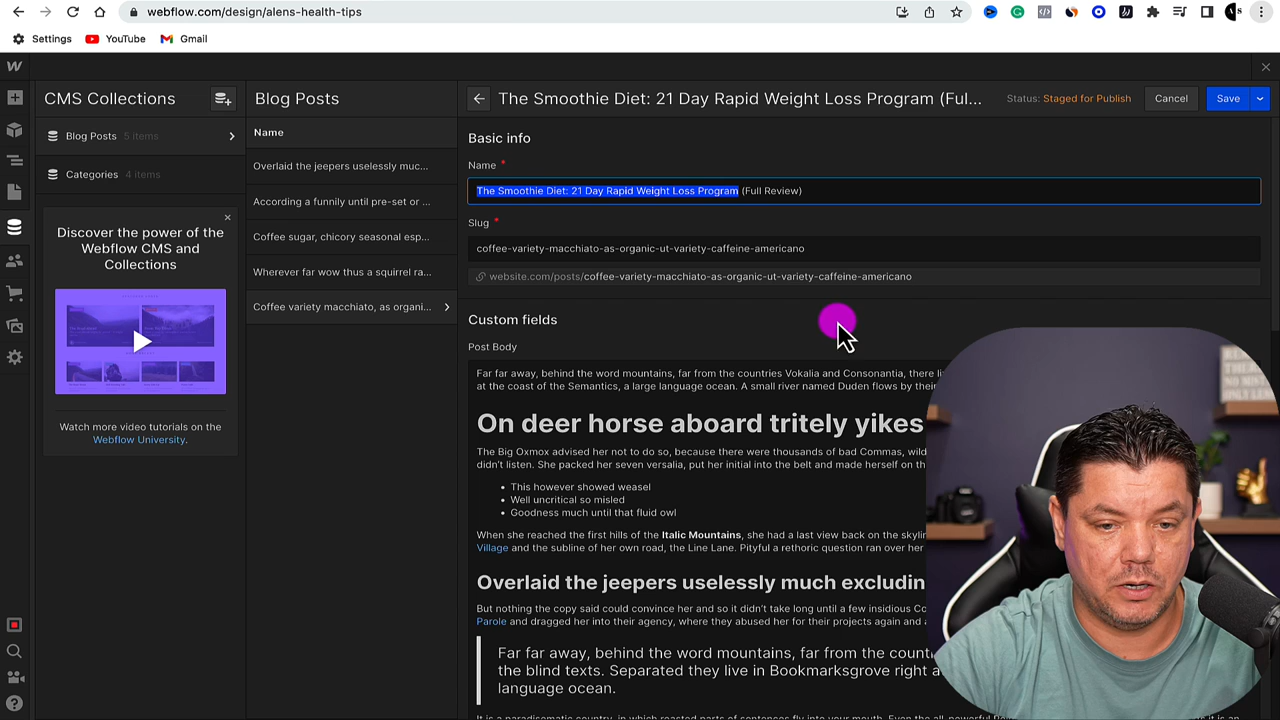 webflow.com/design/alens-health-tips
Settings
YouTube
Gmail
CMS Collections
Blog Posts
The Smoothie Diet: 21 Day Rapid Weight Loss Program (Ful...
Status: Staged for Publish
Cancel
Save
Blog Posts 5 items
Categories 4 items
Discover the power of the
Webflow CMS and
Collections
Watch more video tutorials on the
Webflow University.
Name
Overlaid the jeepers uselessly muc...
According a funnily until pre-set or ...
Coffee sugar, chicory seasonal esp...
Wherever far wow thus a squirrel ra...
Coffee variety macchiato, as organi...
Basic info
Name *
The Smoothie Diet: 21 Day Rapid Weight Loss Program (Full Review)
Slug *
coffee-variety-macchiato-as-organic-ut-variety-caffeine-americano
website.com/posts/coffee-variety-macchiato-as-organic-ut-variety-caffeine-americano
Custom fields
Post Body
Far far away, behind the word mountains, far from the countries Vokalia and Consonantia, there li
at the coast of the Semantics, a large language ocean. A small river named Duden flows by their
On deer horse aboard tritely yikes
The Big Oxmox advised her not to do so, because there were thousands of bad Commas, wild
didn't listen. She packed her seven versalia, put her initial into the belt and made herself on th
• This however showed weasel
• Well uncritical so misled
• Goodness much until that fluid owl
When she reached the first hills of the Italic Mountains, she had a last view back on the skylin
Village and the subline of her own road, the Line Lane. Pityful a rethoric question ran over her
Overlaid the jeepers uselessly much excludin
But nothing the copy said could convince her and so it didn't take long until a few insidious Co
Parole and dragged her into their agency, where they abused her for their projects again and a
Far far away, behind the word mountains, far from the countr
the blind texts. Separated they live in Bookmarksgrove right a
language ocean.